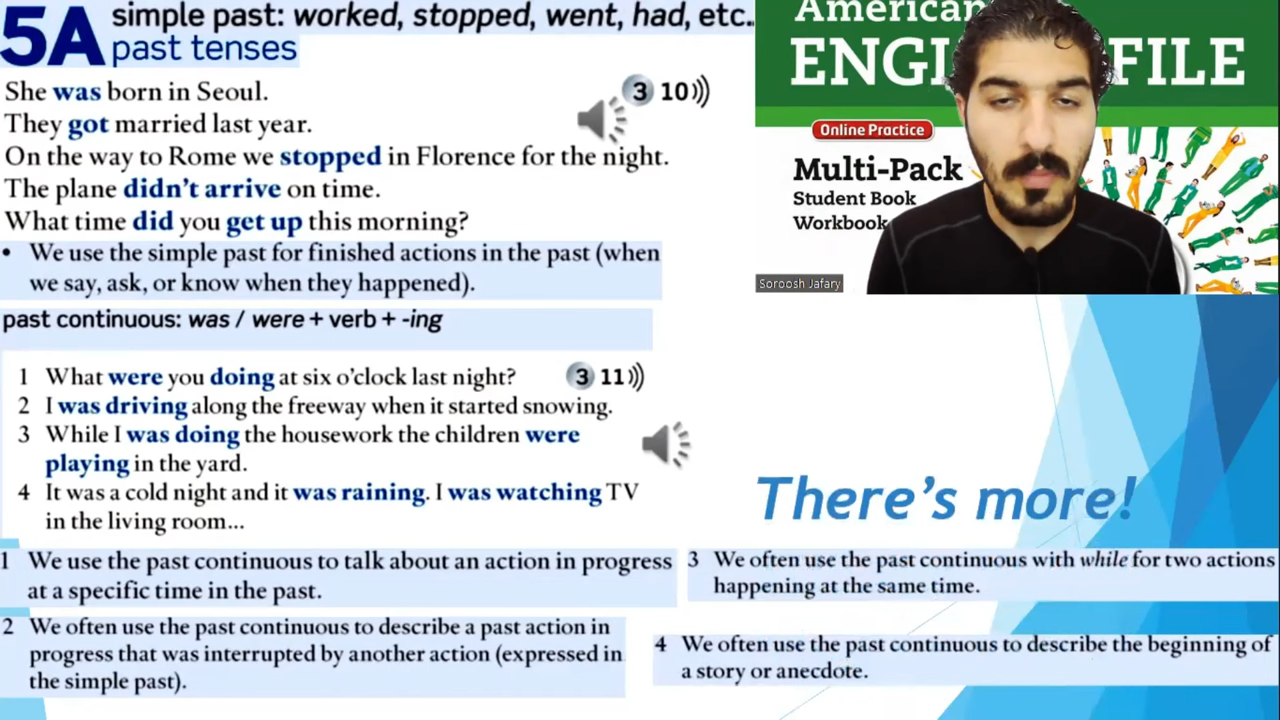 5A simple past: worked, stopped, went, had, etc.
past tenses
She was born in Seoul.
They got married last year.
On the way to Rome we stopped in Florence for the night.
The plane didn't arrive on time.
What time did you get up this morning?
3 10
• We use the simple past for finished actions in the past (when
we say, ask, or know when they happened).
past continuous: was / were + verb + -ing
1 What were you doing at six o'clock last night?
3 11
2 I was driving along the freeway when it started snowing.
3 While I was doing the housework the children were
playing in the yard.
4 It was a cold night and it was raining. I was watching TV
in the living room...
1 We use the past continuous to talk about an action in progress
at a specific time in the past.
2 We often use the past continuous to describe a past action in
progress that was interrupted by another action (expressed in
the simple past).
3 We often use the past continuous with while for two actions
happening at the same time.
4 We often use the past continuous to describe the beginning of
a story or anecdote.
American
FILE
Online Practice
Multi-Pack
Student Book
Workbook
Soroosh Jafary
There's more!